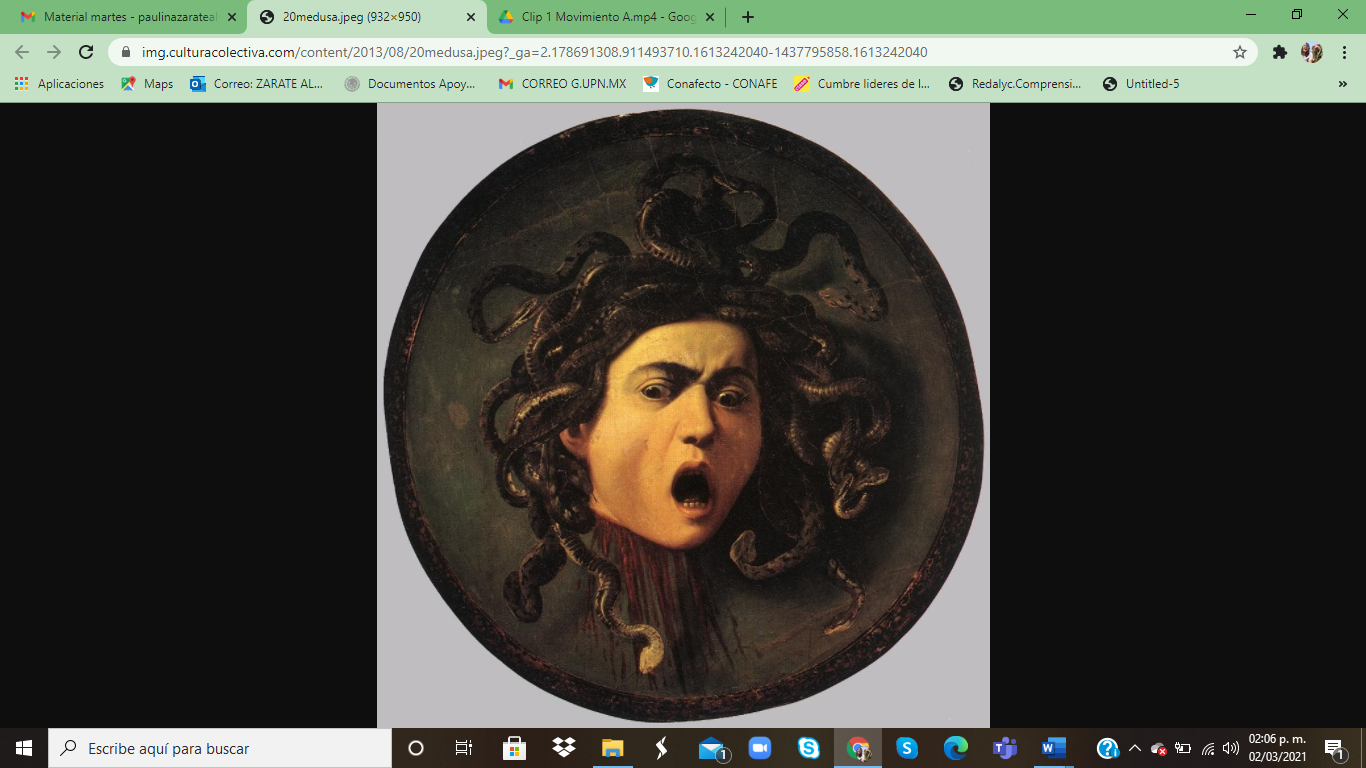 Material martes - paulinazarateal
20medusa.jpeg (932×950)
Clip 1 Movimiento A.mp4 - Goog
img.culturacolectiva.com/content/2013/08/20medusa.jpeg?_ga=2.178691308.911493710.1613242040-1437795858.1613242040
Aplicaciones
Maps
Correo: ZARATE AL...
Documentos Apoy...
CORREO G.UPN.MX
Conafecto - CONAFE
Cumbre lideres de l...
Redalyc.Comprensi...
Untitled-5
»
Escribe aquí para buscar
1
02:06 p. m.
02/03/2021
1